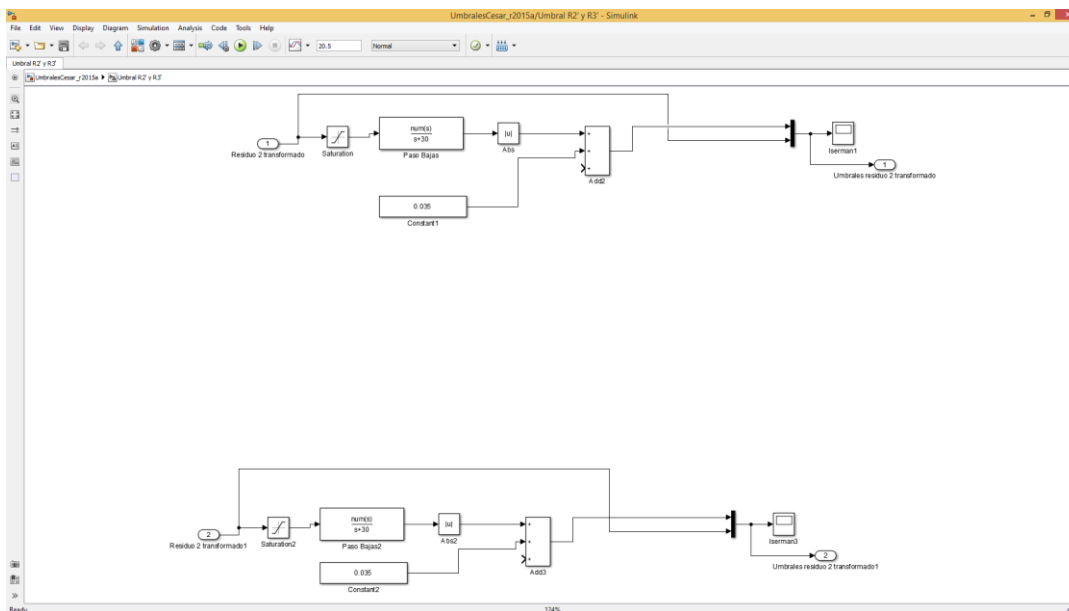 UmbralesCesar_r2015a/Umbral R2' y R3' - Simulink
File Edit View Display Diagram Simulation Analysis Code Tools Help
20.5 Normal
Umbral R2' y R3'
UmbralesCesar_r2015a Umbral R2' y R3'
1
Residuo 2 transformado
Saturation
num(s)
s+30
Paso Bajas
|u|
Abs
+
+
+
Add2
0.035
Constant1
Iserman1
1
Umbrales residuo 2 transformado
2
Residuo 2 transformado1
Saturation2
num(s)
s+30
Paso Bajas2
|u|
Abs2
+
+
+
Add3
0.035
Constant2
Iserman3
2
Umbrales residuo 2 transformado1
Ready